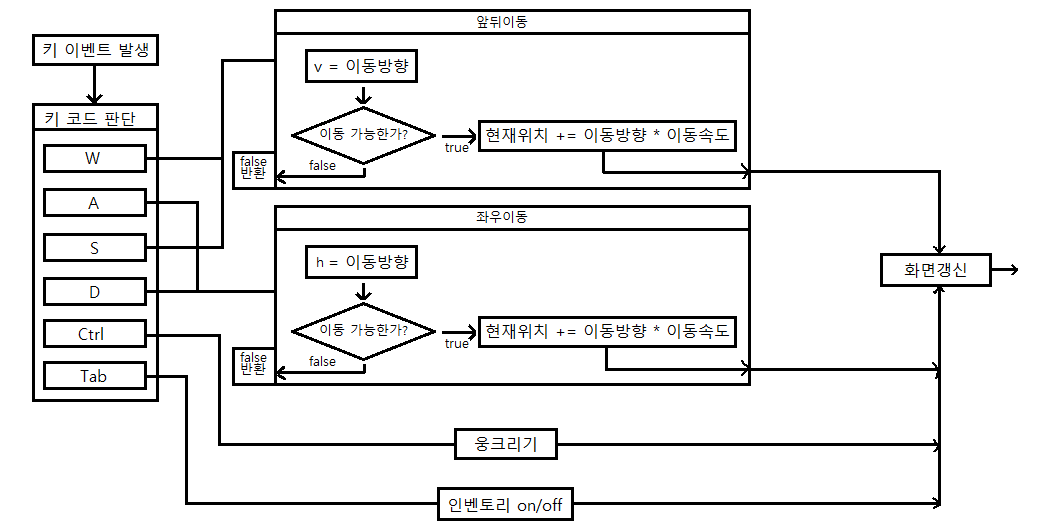 키 이벤트 발생
키 코드 판단
W
A
S
D
Ctrl
Tab
앞뒤이동
v = 이동방향
이동 가능한가?
true
false
false
반환
현재위치 += 이동방향 * 이동속도
좌우이동
h = 이동방향
이동 가능한가?
true
false
false
반환
현재위치 += 이동방향 * 이동속도
웅크리기
인벤토리 on/off
화면갱신